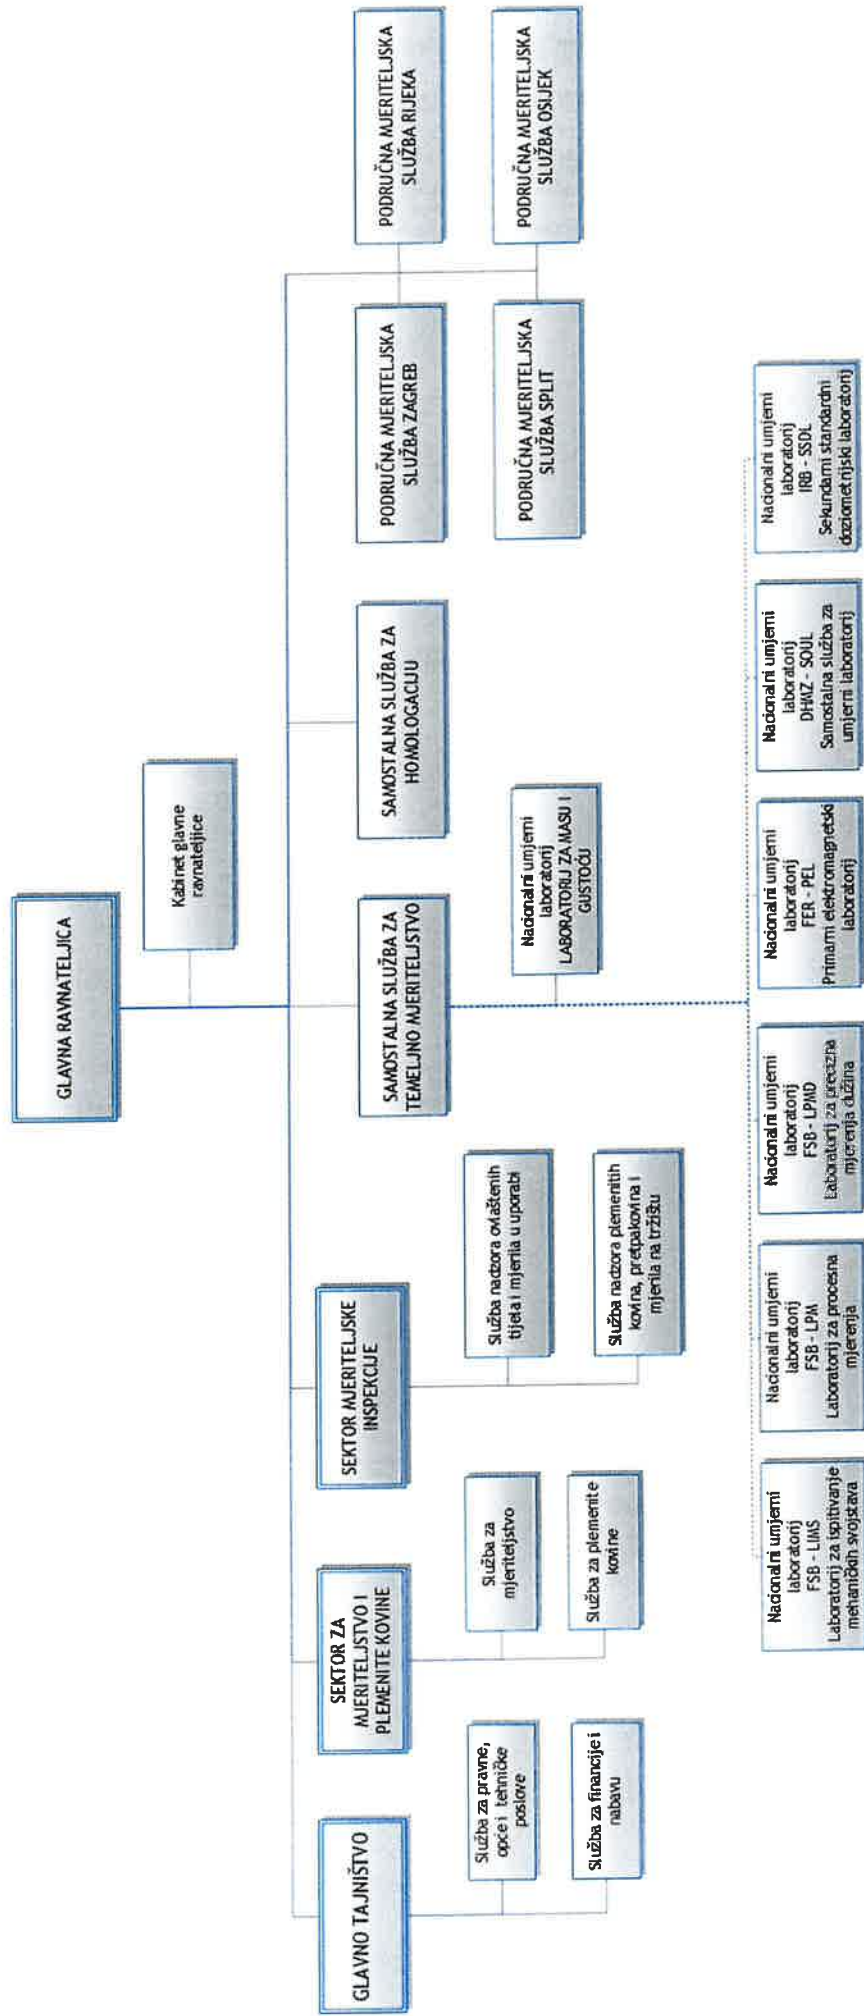 GLAVNA RAVNATELJICA
Kabinet glavne
ravnateljice
GLAVNO TAJNIŠTVO
Služba za pravne,
opće i tehničke
poslove
Služba za financije i
nabavu
SEKTOR ZA
MJERITELJSTVO I
PLEMENITE KOVINE
Služba za
mjeriteljstvo
Služba za plemenite
kovine
SEKTOR MJERITELJSKE
INSPEKCIJE
Služba nadzora ovlaštenih
tijela i mjerila u uporabi
Služba nadzora plemenitih
kovina, pretpakovina i
mjerila na tržištu
SAMOSTALNA SLUŽBA ZA
TEMELJNO MJERITELJSTVO
Nacionalni umjerni
laboratorij
LABORATORIJ ZA MASU I
GUSTOĆU
SAMOSTALNA SLUŽBA ZA
HOMOLOGACIJU
PODRUČNA MJERITELJSKA
SLUŽBA ZAGREB
PODRUČNA MJERITELJSKA
SLUŽBA RIJEKA
PODRUČNA MJERITELJSKA
SLUŽBA SPLIT
PODRUČNA MJERITELJSKA
SLUŽBA OSIJEK
Nacionalni umjerni
laboratorij
FSB - LIMS
Laboratorij za ispitivanje
mehaničkih svojstava
Nacionalni umjerni
laboratorij
FSB - LPM
Laboratorij za procesna
mjerenja
Nacionalni umjerni
laboratorij
FSB - LPMD
Laboratorij za precizna
mjerenja dužina
Nacionalni umjerni
laboratorij
FER - PEL
Primarni elektromagnetski
laboratorij
Nacionalni umjerni
laboratorij
DHMZ - SOUL
Samostalna služba za
umjerni laboratorij
Nacionalni umjerni
laboratorij
IRB - SSDL
Sekundarni standardni
doziometrijski laboratorij